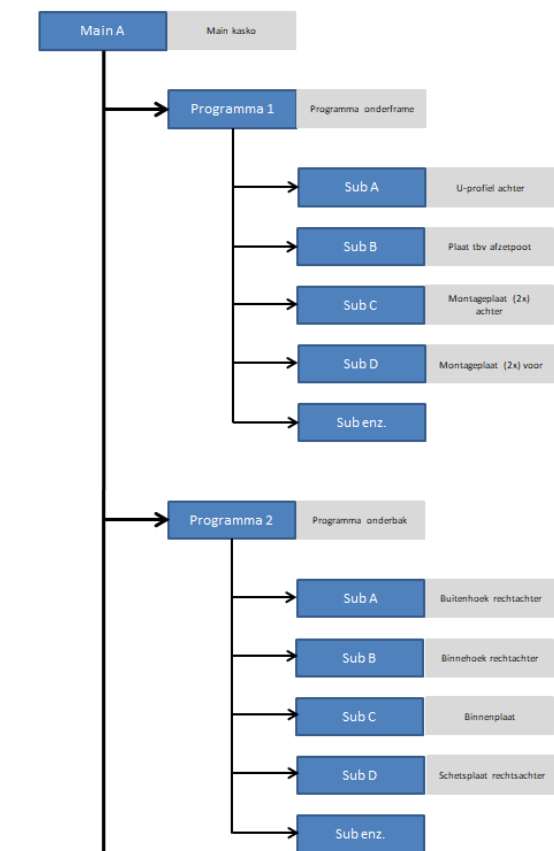 Main A
Main kasko
Programma 1
Programma onderframe
Sub A
U-profiel achter
Sub B
Plaat tbv afzetpoot
Sub C
Montageplaat (2x)
achter
Sub D
Montageplaat (2x) voor
Sub enz.
Programma 2
Programma onderbak
Sub A
Buitenhoek rechtachter
Sub B
Binnehoek rechtachter
Sub C
Binnenplaat
Sub D
Schetsplaat rechtsachter
Sub enz.